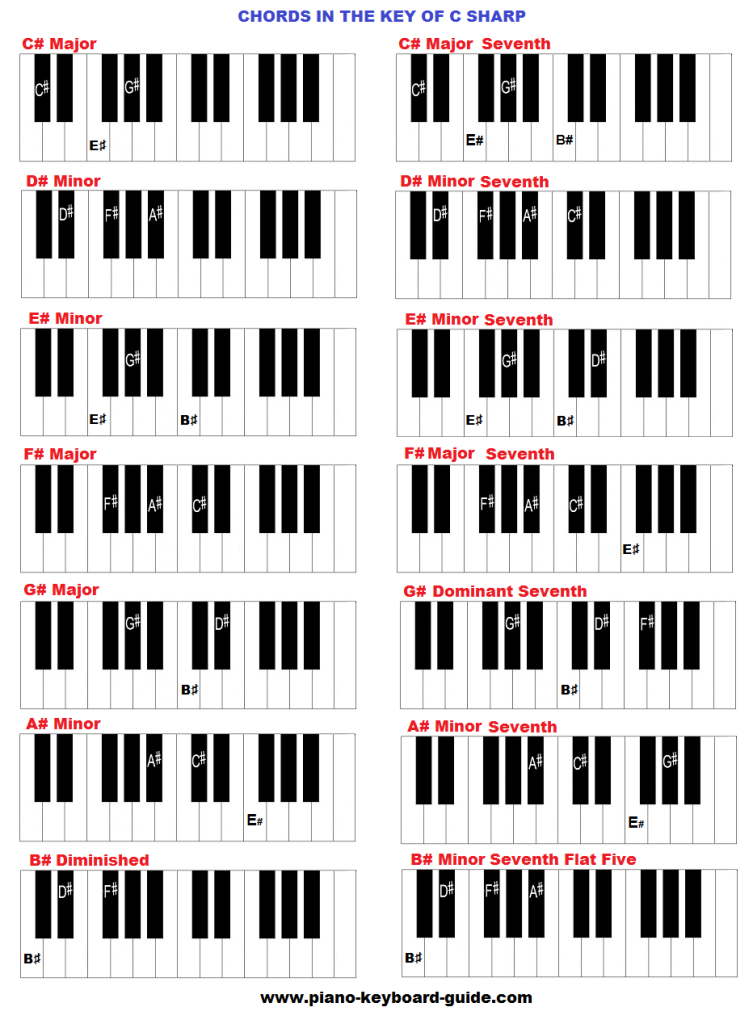 CHORDS IN THE KEY OF C SHARP
C# Major
C#
G#
E♯
C# Major Seventh
C#
G#
E#
B#
D# Minor
D#
F#
A#
D# Minor Seventh
D#
F#
A#
C#
E# Minor
G#
E♯
B♯
E# Minor Seventh
G#
D#
E♯
B♯
F# Major
F#
A#
C#
F# Major Seventh
F#
A#
C#
E♯
G# Major
G#
D#
B♯
G# Dominant Seventh
G#
D#
F#
B♯
A# Minor
A#
C#
E#
A# Minor Seventh
A#
C#
G#
E#
B# Diminished
D#
F#
B♯
B# Minor Seventh Flat Five
D#
F#
A#
B♯
www.piano-keyboard-guide.com